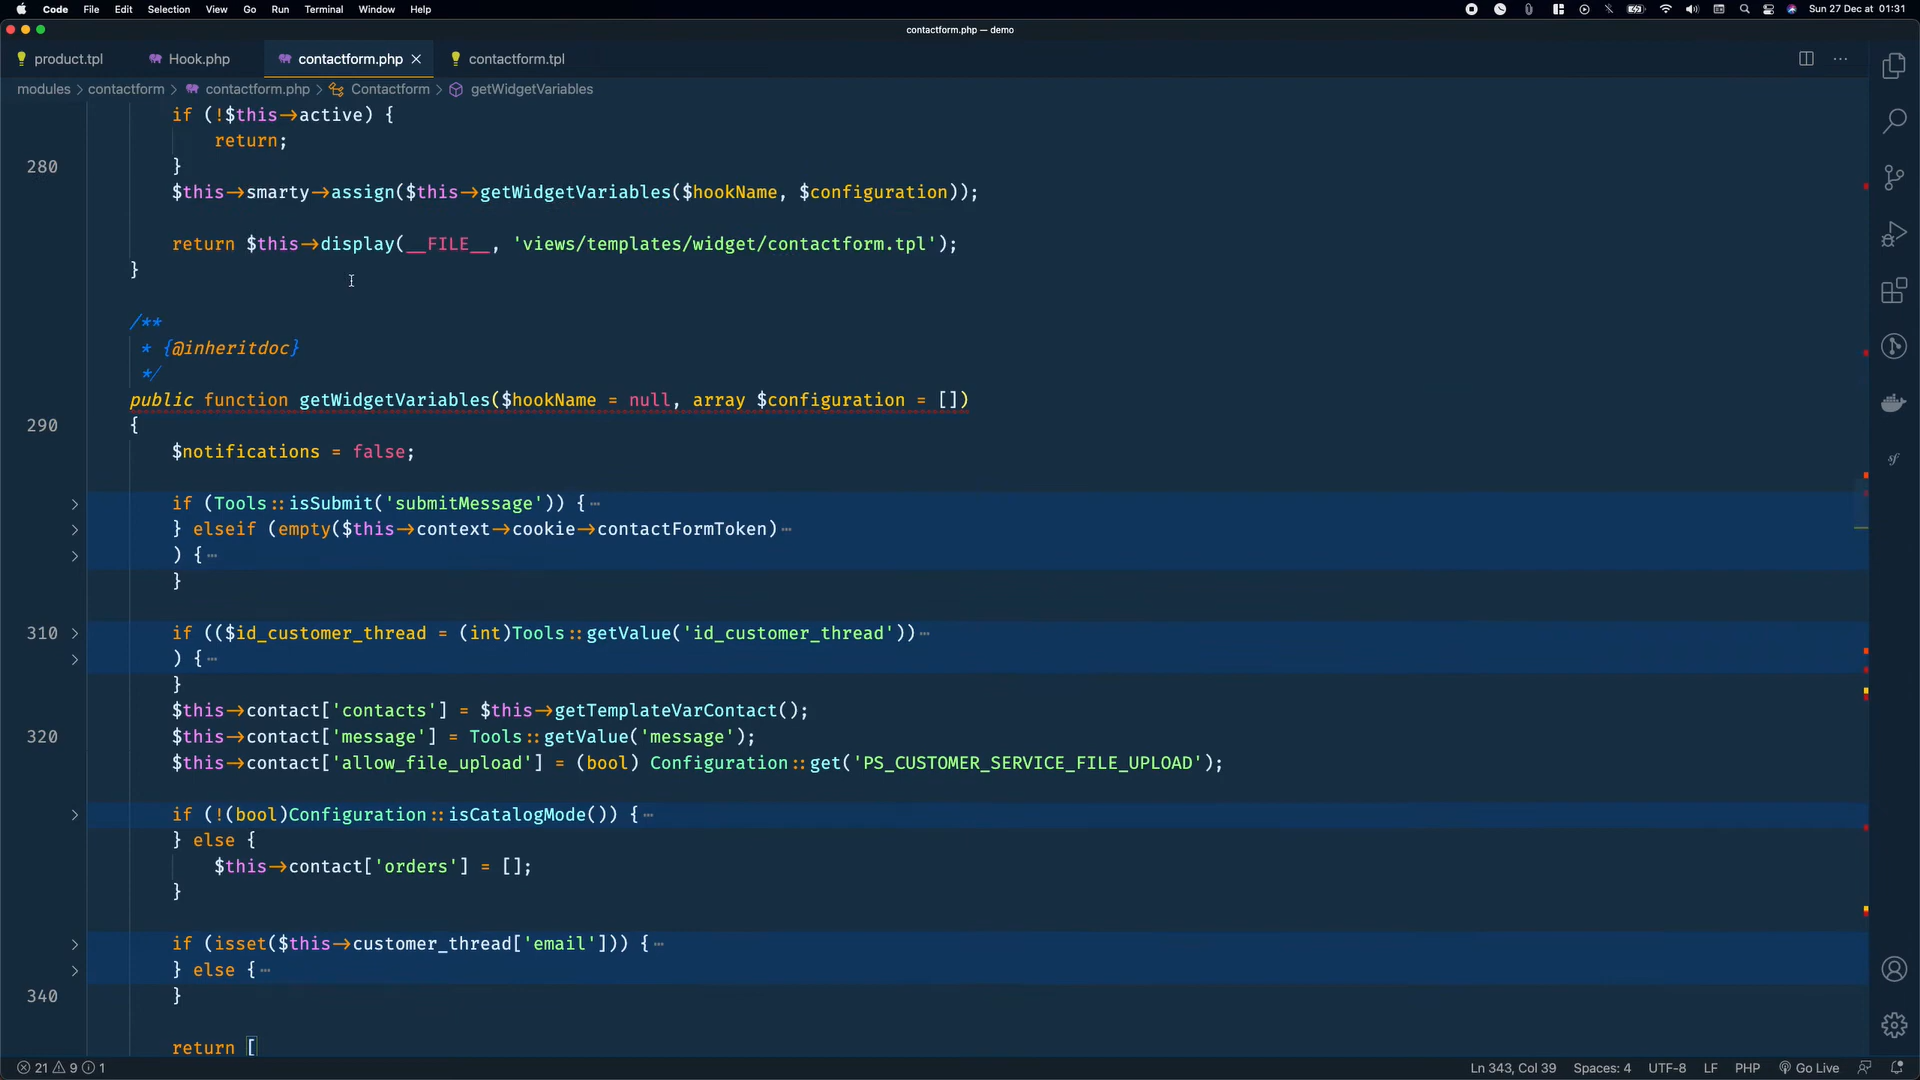 Code File Edit Selection View Go Run Terminal Window Help Sun 27 Dec at 01:31
contactform.php — demo
product.tpl Hook.php contactform.php contactform.tpl
modules > contactform > contactform.php > Contactform > getWidgetVariables
if (!$this→active) {
return;
280 }
$this→smarty→assign($this→getWidgetVariables($hookName, $configuration));
return $this→display(__FILE__, 'views/templates/widget/contactform.tpl');
}
/**
* {@inheritdoc}
*/
public function getWidgetVariables($hookName = null, array $configuration = [])
290 {
$notifications = false;
if (Tools::isSubmit('submitMessage')) {⋯
} elseif (empty($this→context→cookie→contactFormToken)⋯
) {⋯
}
310 if (($id_customer_thread = (int)Tools::getValue('id_customer_thread'))⋯
) {⋯
}
$this→contact['contacts'] = $this→getTemplateVarContact();
320 $this→contact['message'] = Tools::getValue('message');
$this→contact['allow_file_upload'] = (bool) Configuration::get('PS_CUSTOMER_SERVICE_FILE_UPLOAD');
if (!(bool)Configuration::isCatalogMode()) {⋯
} else {
$this→contact['orders'] = [];
}
if (isset($this→customer_thread['email'])) {⋯
} else {⋯
340 }
return [
21 9 1 Ln 343, Col 39 Spaces: 4 UTF-8 LF PHP Go Live